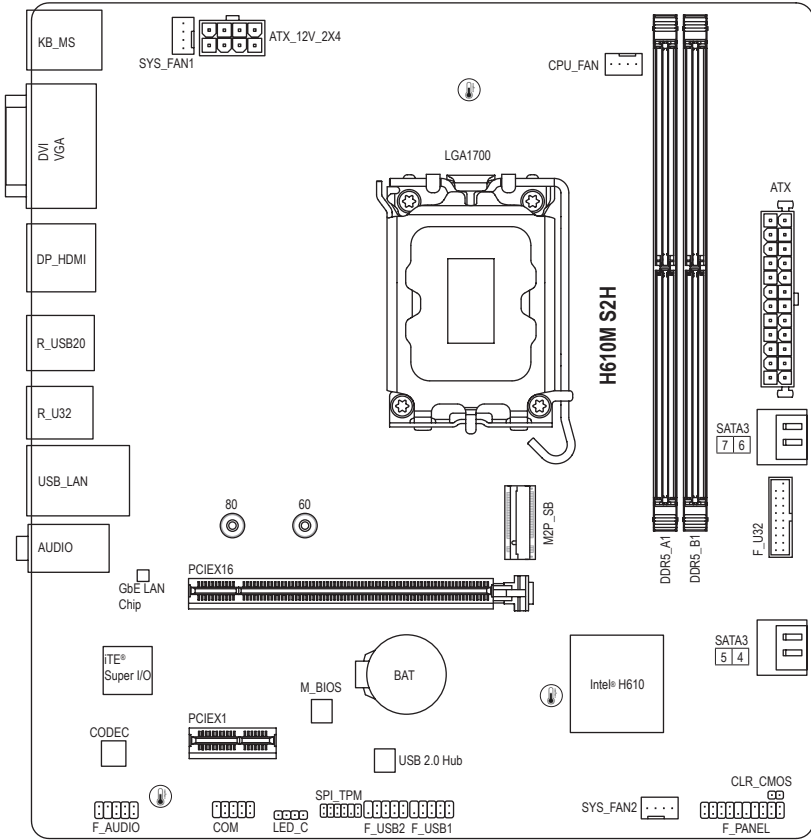 KB_MS
SYS_FAN1
ATX_12V_2X4
CPU_FAN
DVI
VGA
LGA1700
ATX
DP_HDMI
H610M S2H
R_USB20
R_U32
SATA3
7 6
USB_LAN
80
60
M2P_SB
DDR5_A1
DDR5_B1
F_U32
AUDIO
GbE LAN
Chip
PCIEX16
iTE®
Super I/O
BAT
Intel® H610
SATA3
5 4
M_BIOS
CODEC
PCIEX1
USB 2.0 Hub
CLR_CMOS
F_AUDIO
COM
LED_C
SPI_TPM
F_USB2
F_USB1
SYS_FAN2
F_PANEL